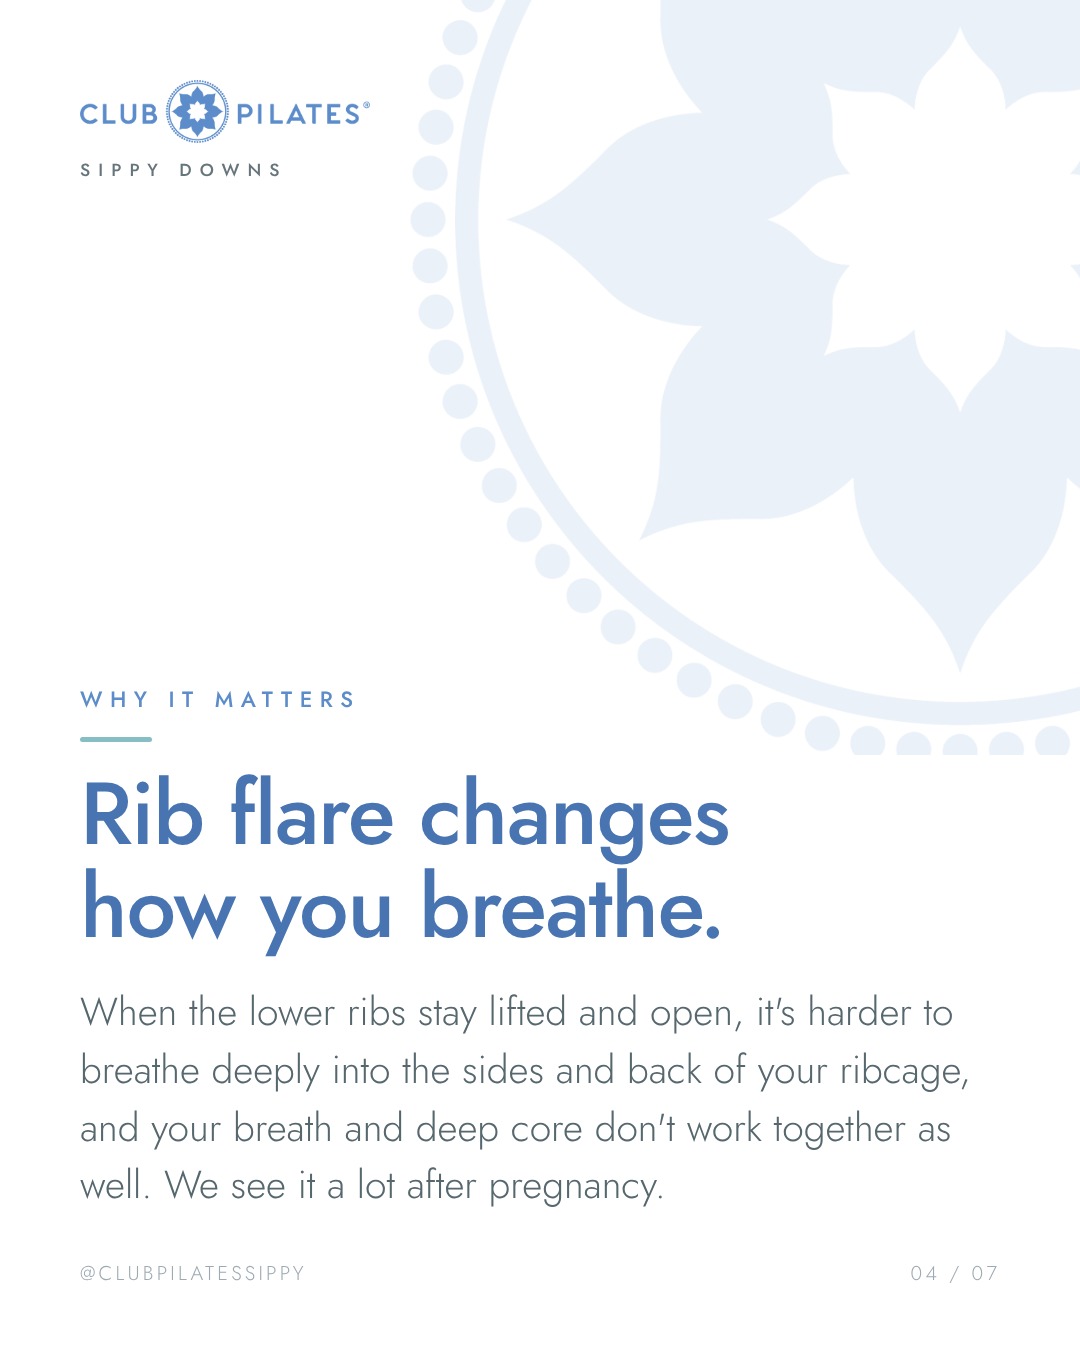 CLUB PILATES®
SIPPY DOWNS
WHY IT MATTERS
Rib flare changes
how you breathe.
When the lower ribs stay lifted and open, it's harder to
breathe deeply into the sides and back of your ribcage,
and your breath and deep core don't work together as
well. We see it a lot after pregnancy.
@CLUBPILATESSIPPY
04 / 07